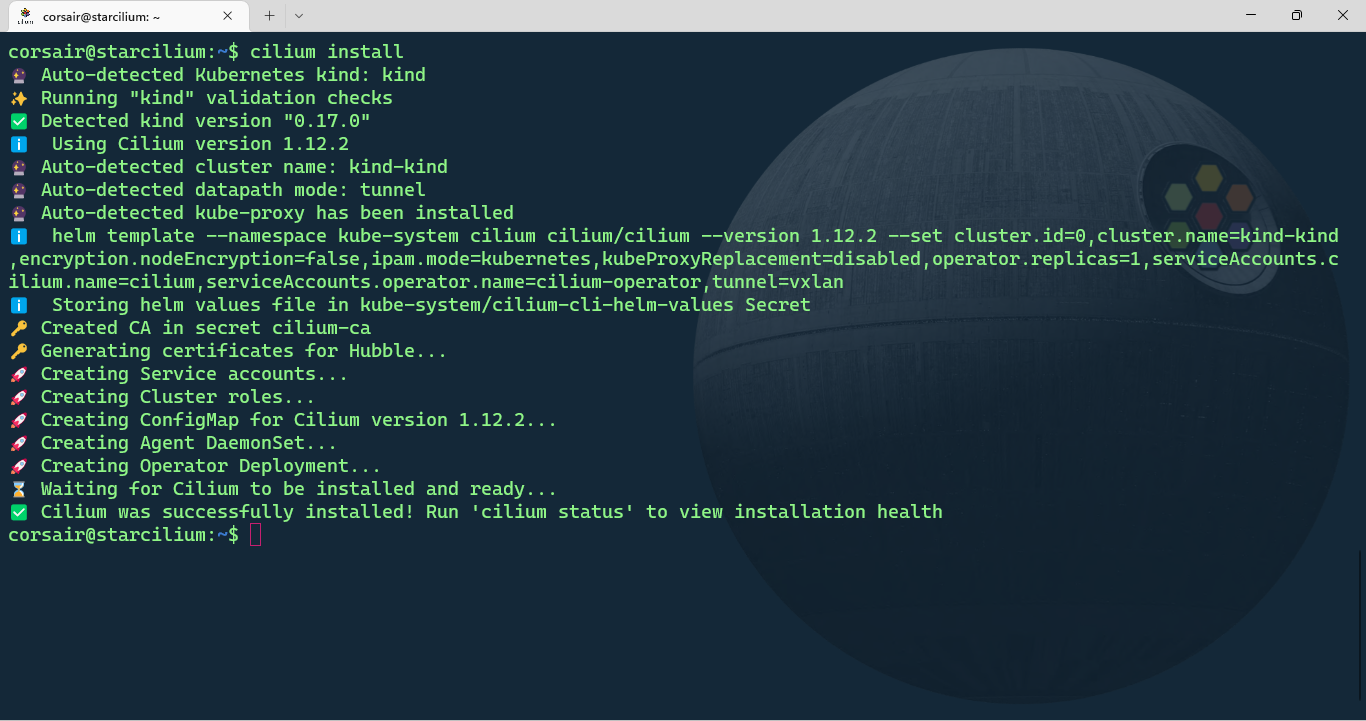 corsair@starcilium: ~
corsair@starcilium:~$ cilium install
🔮 Auto-detected Kubernetes kind: kind
✨ Running "kind" validation checks
✅ Detected kind version "0.17.0"
ℹ️  Using Cilium version 1.12.2
🔮 Auto-detected cluster name: kind-kind
🔮 Auto-detected datapath mode: tunnel
🔮 Auto-detected kube-proxy has been installed
ℹ️  helm template --namespace kube-system cilium cilium/cilium --version 1.12.2 --set cluster.id=0,cluster.name=kind-kind
,encryption.nodeEncryption=false,ipam.mode=kubernetes,kubeProxyReplacement=disabled,operator.replicas=1,serviceAccounts.c
ilium.name=cilium,serviceAccounts.operator.name=cilium-operator,tunnel=vxlan
ℹ️  Storing helm values file in kube-system/cilium-cli-helm-values Secret
🔑 Created CA in secret cilium-ca
🔑 Generating certificates for Hubble...
🚀 Creating Service accounts...
🚀 Creating Cluster roles...
🚀 Creating ConfigMap for Cilium version 1.12.2...
🚀 Creating Agent DaemonSet...
🚀 Creating Operator Deployment...
⌛ Waiting for Cilium to be installed and ready...
✅ Cilium was successfully installed! Run 'cilium status' to view installation health
corsair@starcilium:~$